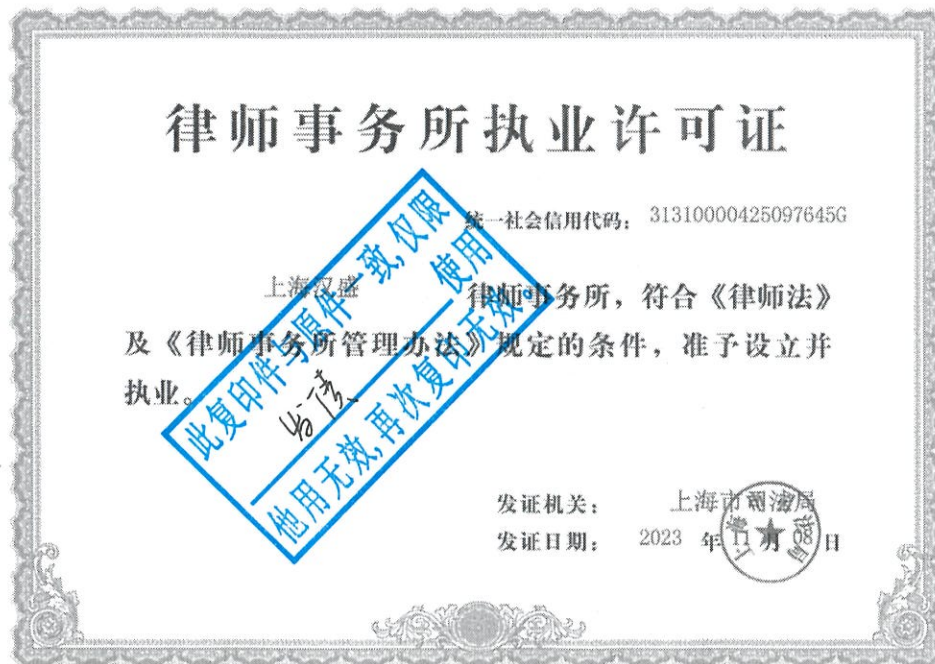 律师事务所执业许可证
统一社会信用代码: 31310000425097645G
上海汉盛 律师事务所, 符合《律师法》
及《律师事务所管理办法》规定的条件, 准予设立并
执业。
此复印件与原件一致,仅限
使用
他用无效,再次复印无效。
发证机关: 上海市司法局
发证日期: 2023 年 11 月 08 日